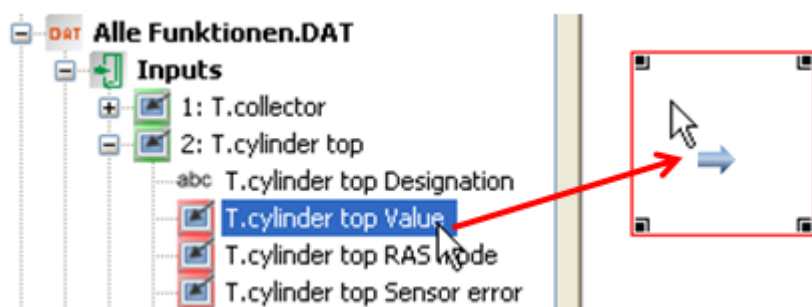 DAT Alle Funktionen.DAT
Inputs
1: T.collector
2: T.cylinder top
abc T.cylinder top Designation
T.cylinder top Value
T.cylinder top RAS Mode
T.cylinder top Sensor error